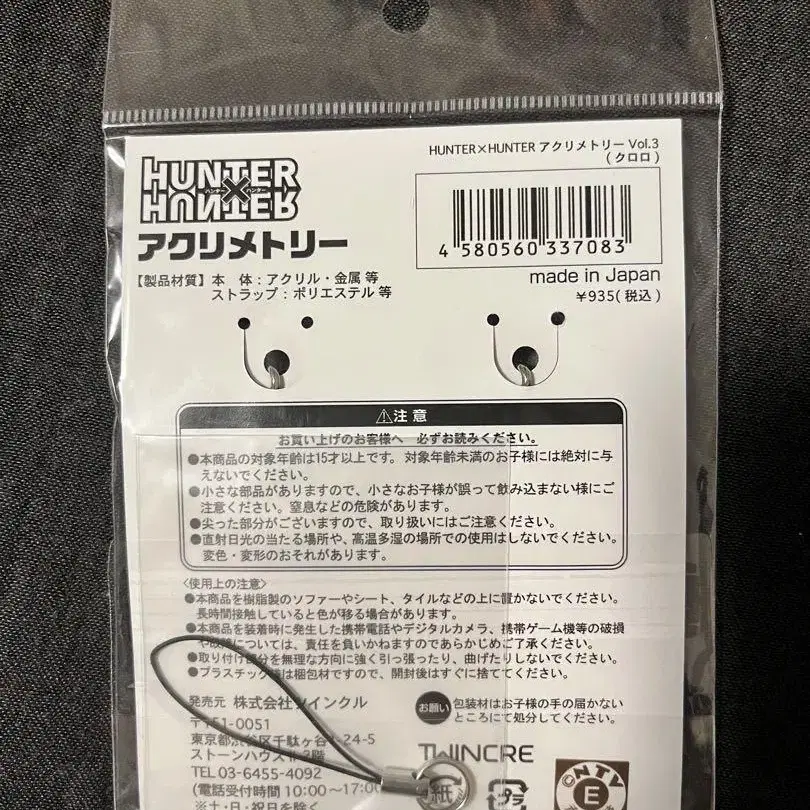 HUNTER×HUNTER アクリメトリー Vol.3
(クロロ)
HUNTER
ハンター×ハンター
HUNTER
アクリメトリー
4 580560 337083
【製品材質】本 体:アクリル・金属 等
ストラップ:ポリエステル 等
made in Japan
¥935(税込)
⚠注 意
お買い上げのお客様へ 必ずお読みください。
●本商品の対象年齢は15才以上です。対象年齢未満のお子様には絶対に与
えないでください。
●小さな部品がありますので、小さなお子様が誤って飲み込まない様にご
注意ください。窒息などの危険があります。
●尖った部分がございますので、取り扱いにはご注意ください。
●直射日光の当たる場所や、高温多湿の場所での使用はしないでください。
変色・変形のおそれがあります。
〈使用上の注意〉
●本商品を樹脂製のソファーやシート、タイルなどの上に置かないでください。
長時間接触していると色が移る場合があります。
●本商品を装着時に発生した携帯電話やデジタルカメラ、携帯ゲーム機等の破損
や故障については、責任を負いかねますのであらかじめご了承ください。
●取り付け部分を無理な方向に強く引っ張ったり、曲げたりしないでください。
●プラスチック袋は梱包材ですので、開封後はすぐに捨ててください。
発売元 株式会社ツインクル
〒151-0051
東京都渋谷区千駄ヶ谷 -24-5
ストーンハウス 階
TEL 03-6455-4092
(電話受付時間 10:00~17:00
※土・日・祝日を除く
お願い 包装材はお子様の手の届かない
ところにて処分してください。
TWINCRE
紙
プラ
©NTV
E